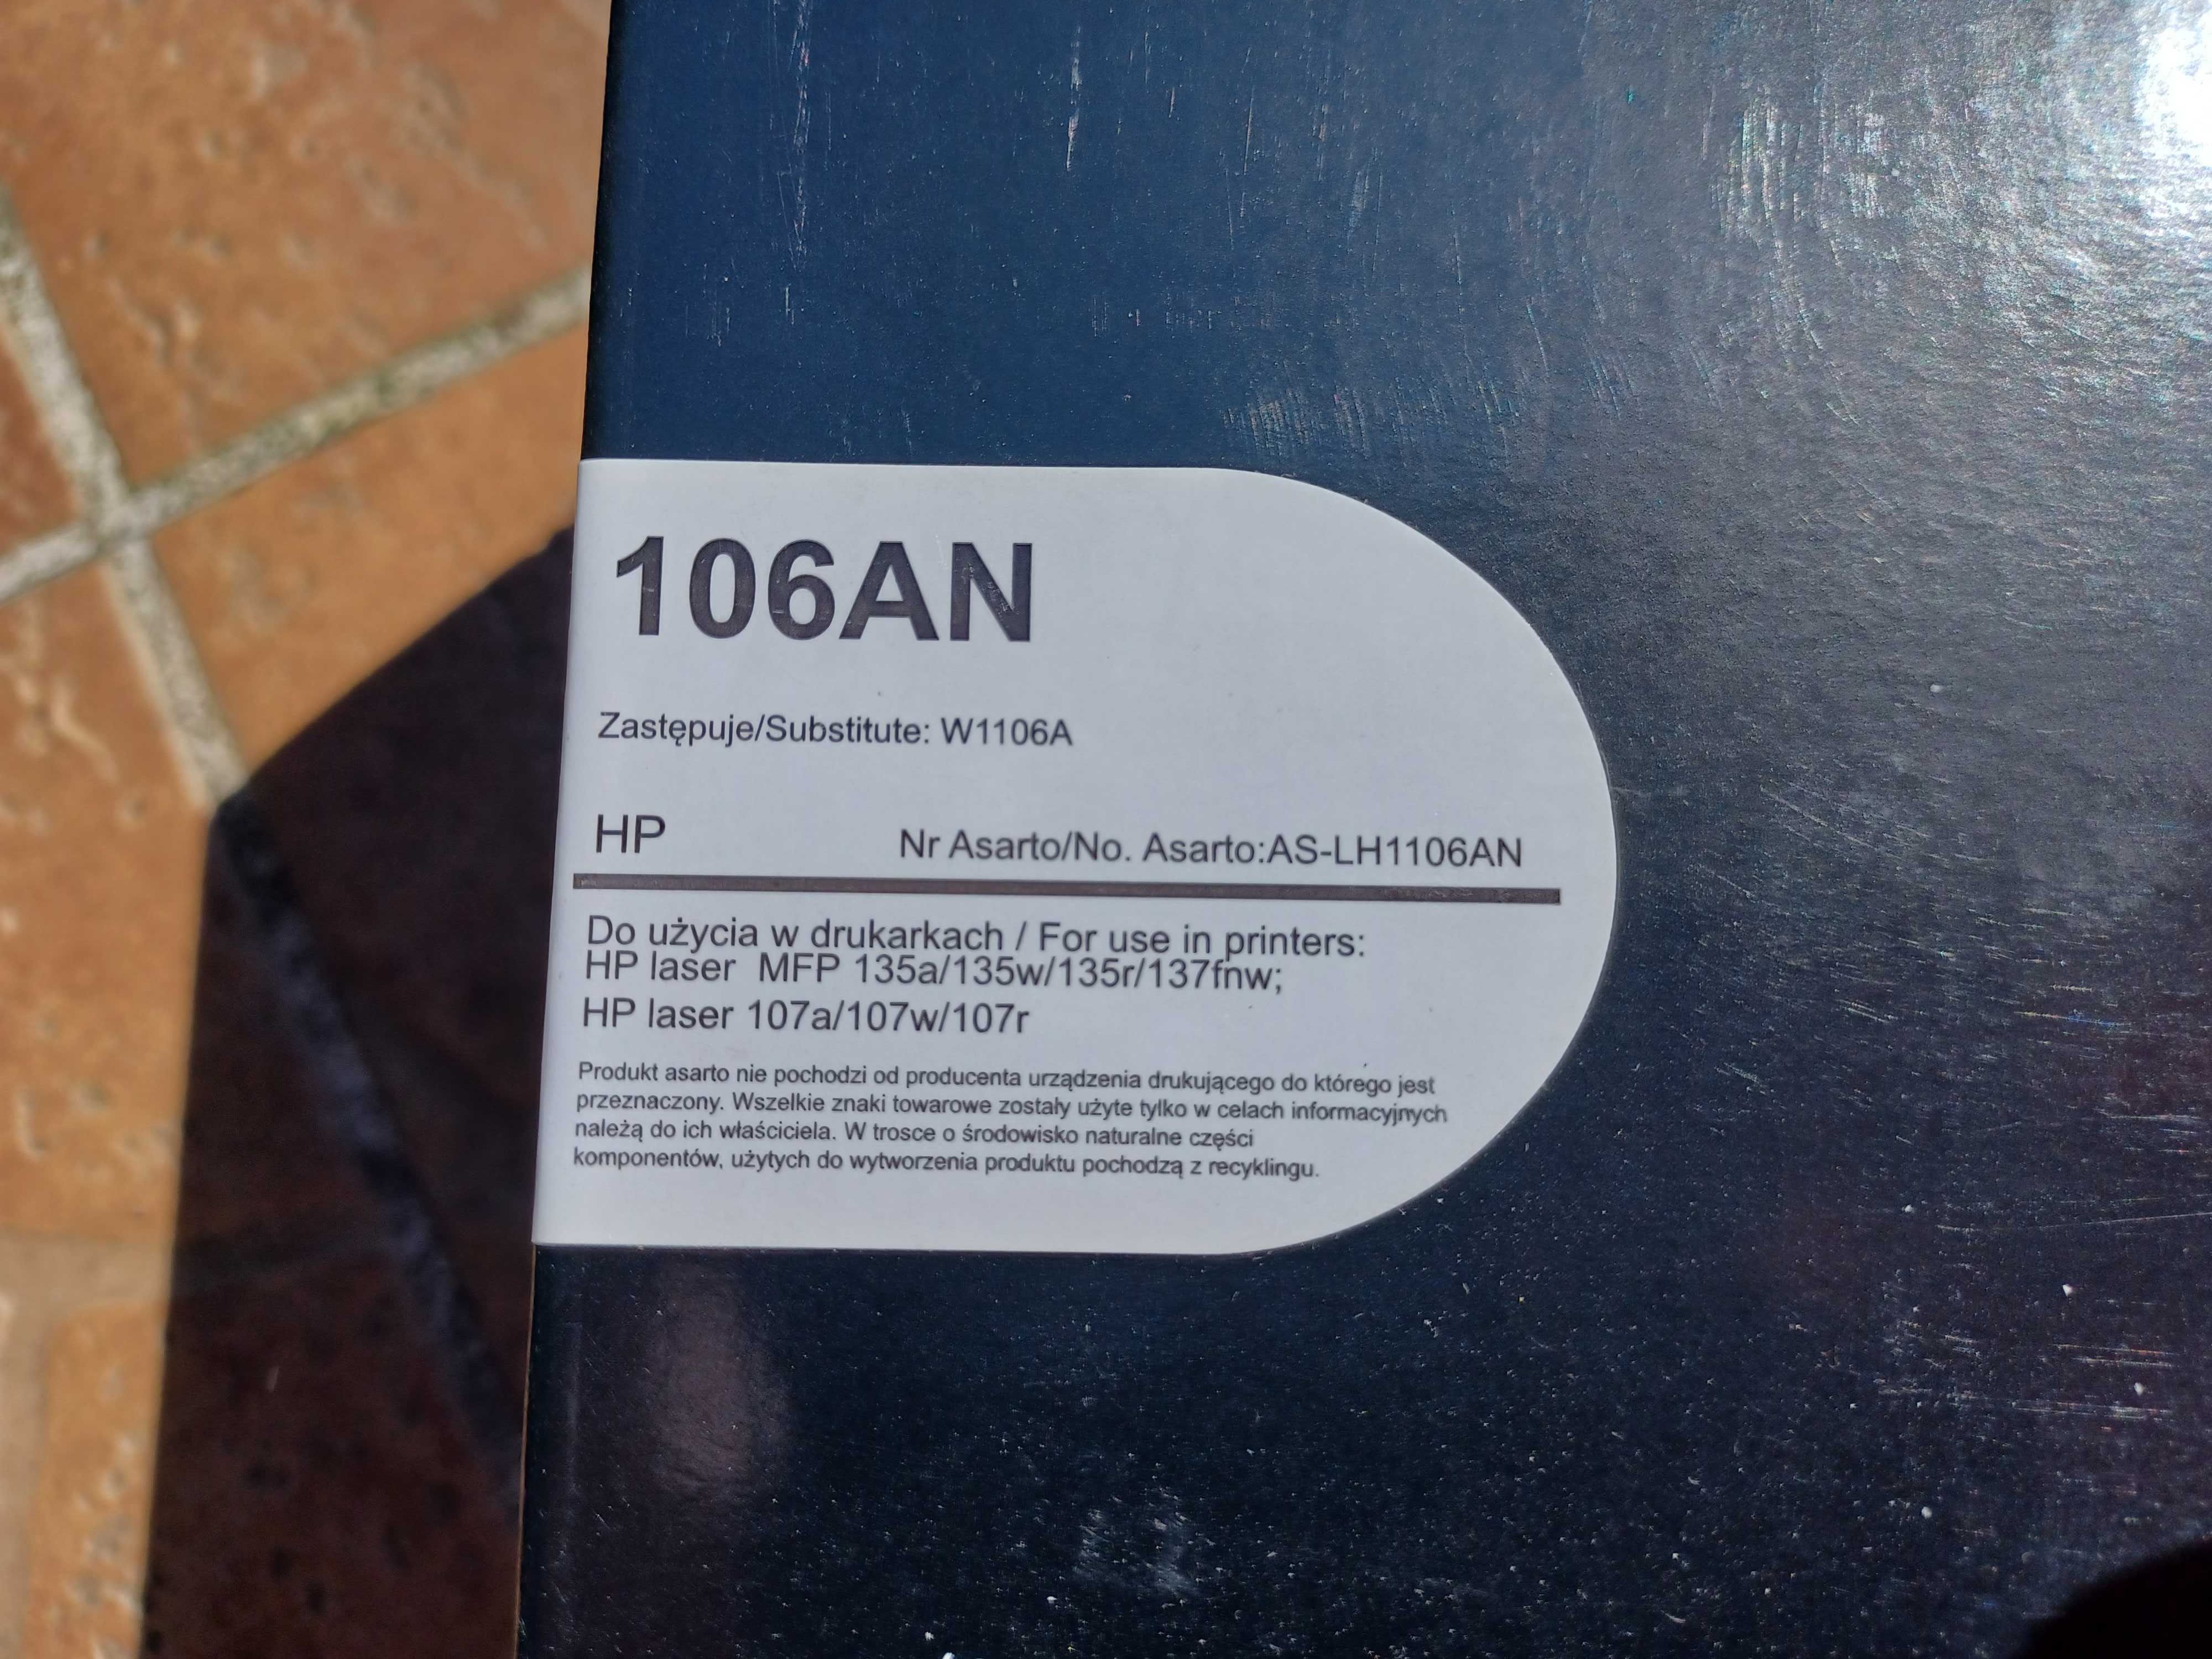 106AN
Zastępuje/Substitute: W1106A
HP
Nr Asarto/No. Asarto:AS-LH1106AN
Do użycia w drukarkach / For use in printers:
HP laser MFP 135a/135w/135r/137fnw;
HP laser 107a/107w/107r
Produkt asarto nie pochodzi od producenta urządzenia drukującego do którego jest
przeznaczony. Wszelkie znaki towarowe zostały użyte tylko w celach informacyjnych
należą do ich właściciela. W trosce o środowisko naturalne części
komponentów, użytych do wytworzenia produktu pochodzą z recyklingu.